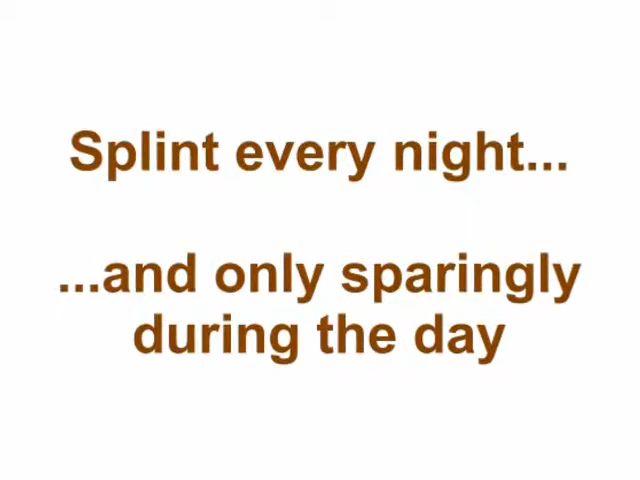 Splint every night...
...and only sparingly
during the day